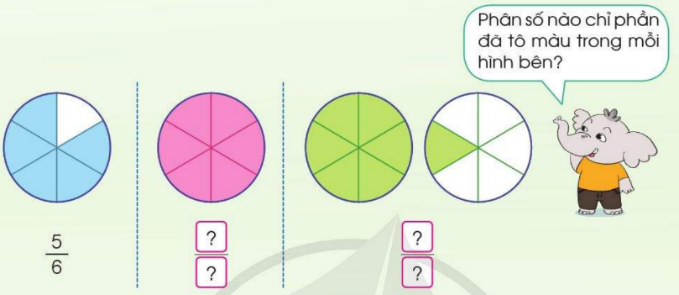 Phân số nào chỉ phần
đã tô màu trong mỗi
hình bên?
5
6
?
?
?
?